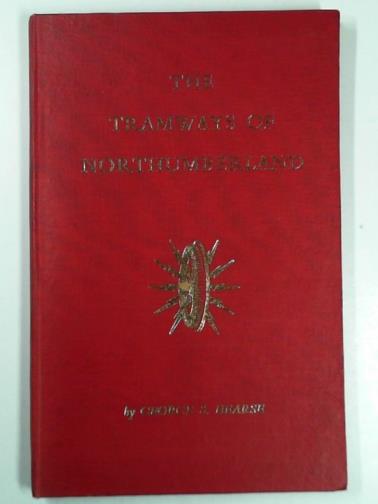 THE
TRAMWAYS OF
NORTHUMBERLAND
by GEORGE S. HEARSE